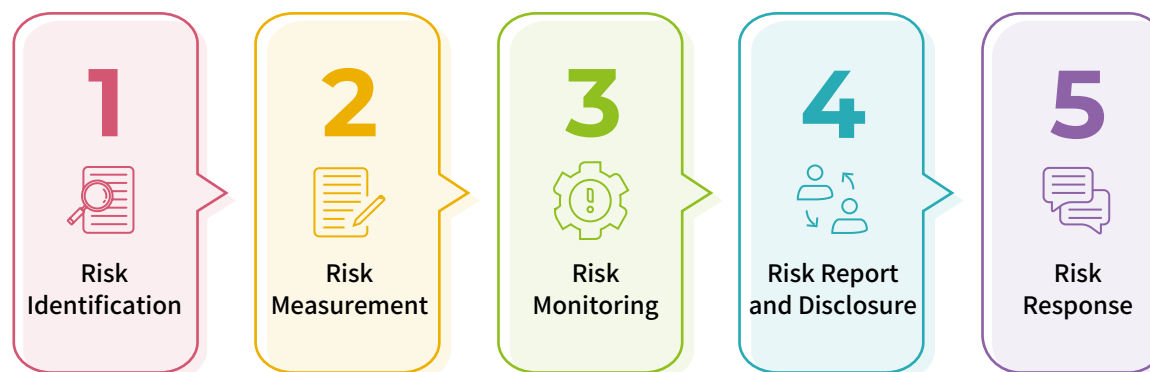 1
Risk
Identification
2
Risk
Measurement
3
Risk
Monitoring
4
Risk Report
and Disclosure
5
Risk
Response